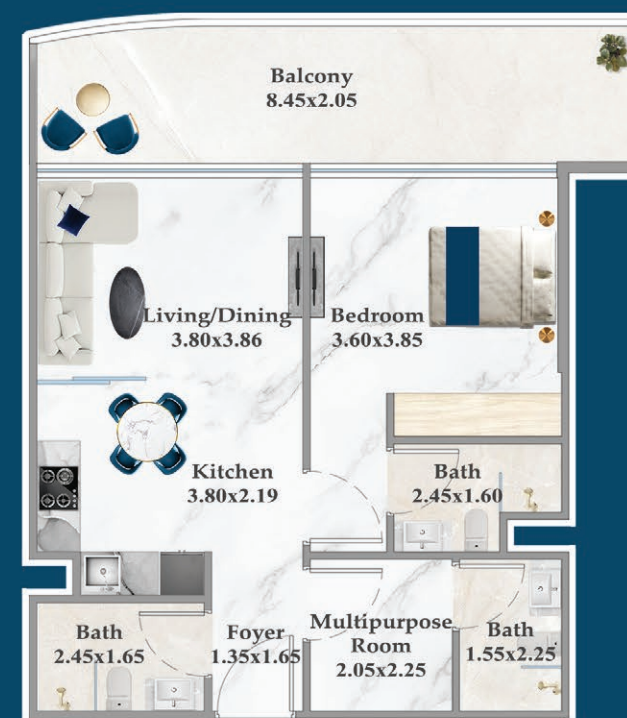 Balcony
8.45x2.05
Living/Dining
3.80x3.86
Bedroom
3.60x3.85
Kitchen
3.80x2.19
Bath
2.45x1.60
Bath
2.45x1.65
Foyer
1.35x1.65
Multipurpose
Room
2.05x2.25
Bath
1.55x2.25